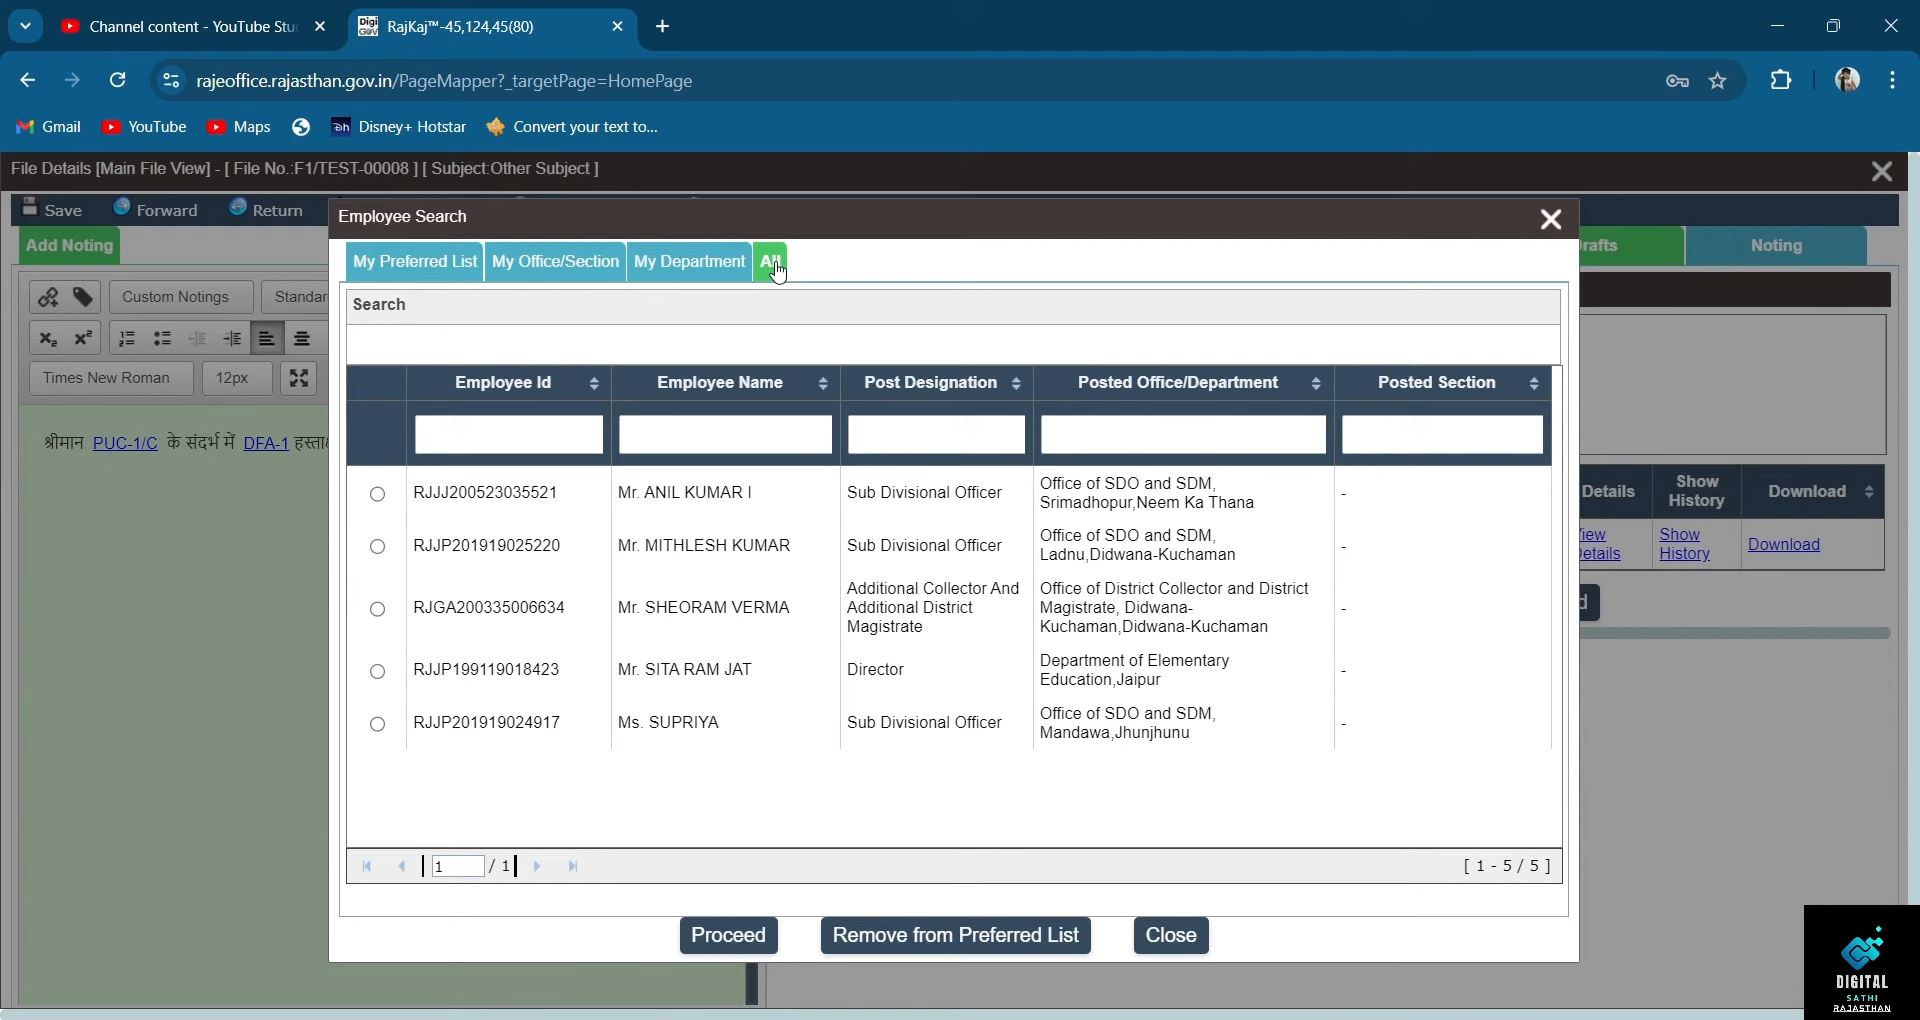 Channel content - YouTube Stu
RajKaj™-45,124,45(80)
rajeoffice.rajasthan.gov.in/PageMapper?_targetPage=HomePage
Gmail
YouTube
Maps
Disney+ Hotstar
Convert your text to...
File Details [Main File View] - [ File No.:F1/TEST-00008 ] [ Subject:Other Subject ]
Save
Forward
Return
Add Noting
Custom Notings
Standar
Times New Roman
12px
श्रीमान PUC-1/C के संदर्भ में DFA-1
Employee Search
My Preferred List
My Office/Section
My Department
All
Search
Employee Id
Employee Name
Post Designation
Posted Office/Department
Posted Section
RJJJ200523035521
Mr. ANIL KUMAR I
Sub Divisional Officer
Office of SDO and SDM,
Srimadhopur,Neem Ka Thana
-
RJJP201919025220
Mr. MITHLESH KUMAR
Sub Divisional Officer
Office of SDO and SDM,
Ladnu,Didwana-Kuchaman
-
RJGA200335006634
Mr. SHEORAM VERMA
Additional Collector And
Additional District
Magistrate
Office of District Collector and District
Magistrate, Didwana-
Kuchaman,Didwana-Kuchaman
-
RJJP199119018423
Mr. SITA RAM JAT
Director
Department of Elementary
Education,Jaipur
-
RJJP201919024917
Ms. SUPRIYA
Sub Divisional Officer
Office of SDO and SDM,
Mandawa,Jhunjhunu
-
1 / 1
[ 1 - 5 / 5 ]
Proceed
Remove from Preferred List
Close
rafts
Noting
Details
Show
History
Download
iew
etails
Show
History
Download
d
Digi
GOV
DIGITAL
SATHI
RAJASTHAN